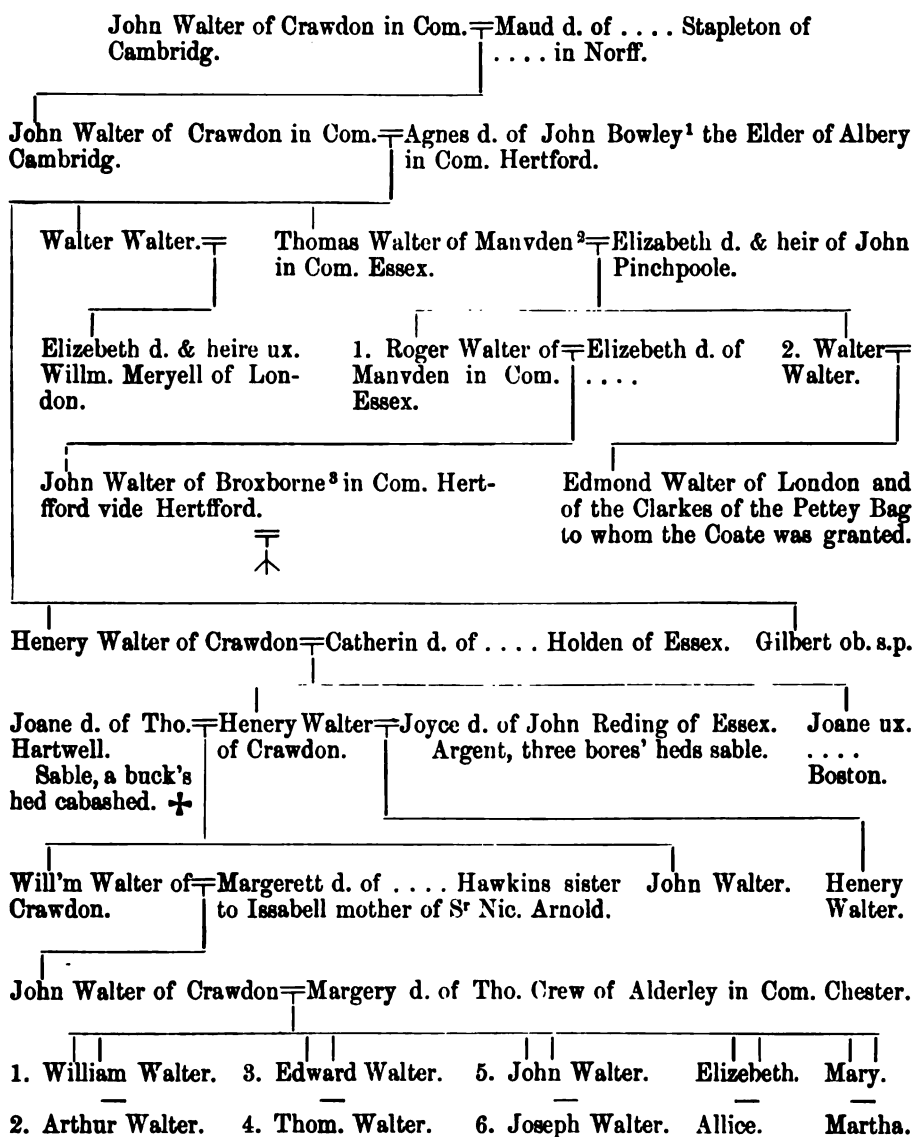 John Walter of Crawdon in Com. Cambridg.
Maud d. of .... Stapleton of .... in Norff.
John Walter of Crawdon in Com. Cambridg.
Agnes d. of John Bowley¹ the Elder of Albery in Com. Hertford.
Walter Walter.
Thomas Walter of Manvden² in Com. Essex.
Elizabeth d. & heir of John Pinchpoole.
Elizebeth d. & heire ux. Willm. Meryell of London.
1. Roger Walter of Manvden in Com. Essex.
Elizebeth d. of ....
2. Walter Walter.
John Walter of Broxborne³ in Com. Hert-
fford vide Hertfford.
Edmond Walter of London and
of the Clarkes of the Pettey Bag
to whom the Coate was granted.
Henery Walter of Crawdon
Catherin d. of .... Holden of Essex.
Gilbert ob. s.p.
Joane d. of Tho. Hartwell.
Sable, a buck's hed cabashed. ✠
Henery Walter of Crawdon.
Joyce d. of John Reding of Essex.
Argent, three bores' heds sable.
Joane ux. .... Boston.
Will'm Walter of Crawdon.
Margerett d. of .... Hawkins sister
to Issabell mother of Sʳ Nic. Arnold.
John Walter.
Henery Walter.
John Walter of Crawdon
Margery d. of Tho. Crew of Alderley in Com. Chester.
1. William Walter. 3. Edward Walter. 5. John Walter. Elizebeth. Mary.
2. Arthur Walter. 4. Thom. Walter. 6. Joseph Walter. Allice. Martha.